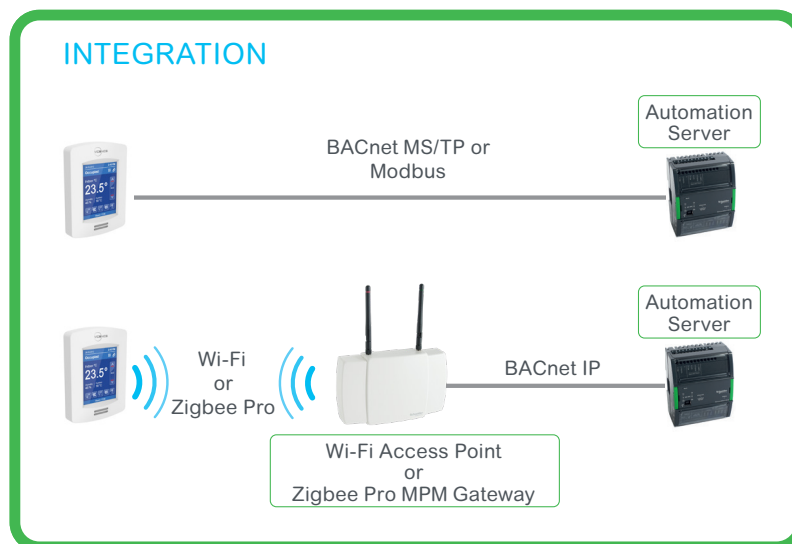 INTEGRATION
Automation
Server
BACnet MS/TP or
Modbus
23.5°
Automation
Server
23.5°
Wi-Fi
or
Zigbee Pro
BACnet IP
Wi-Fi Access Point
or
Zigbee Pro MPM Gateway